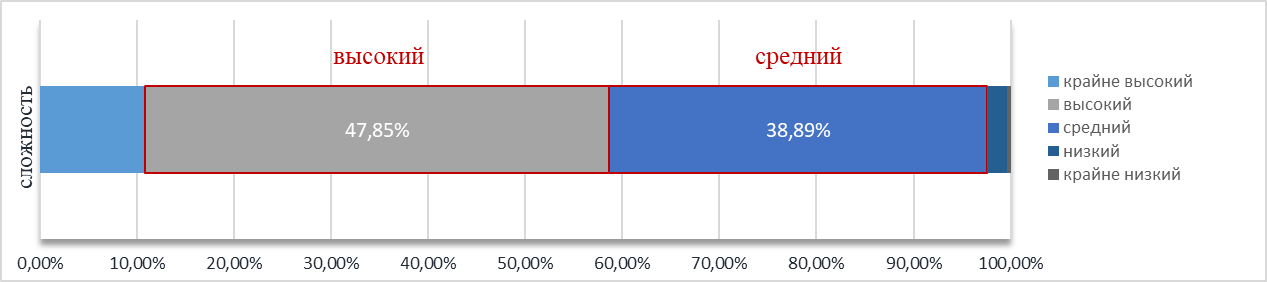 высокий средний
сложность
47,85% 38,89%
крайне высокий
высокий
средний
низкий
крайне низкий
0,00% 10,00% 20,00% 30,00% 40,00% 50,00% 60,00% 70,00% 80,00% 90,00% 100,00%